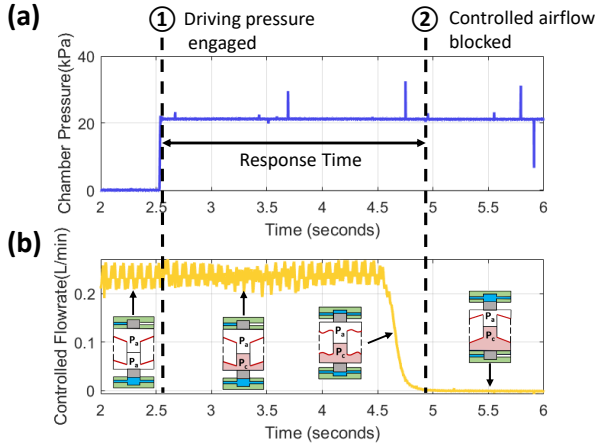 (a)
1 Driving pressure engaged
2 Controlled airflow blocked
Chamber Pressure(kPa)
40
20
0
Response Time
2 2.5 3 3.5 4 4.5 5 5.5 6
Time (seconds)
(b)
Controlled Flowrate(L/min)
0.2
0.1
0
Pa
Pa
Pa
Pc
Pa
Pc
Pa
Pc
2 2.5 3 3.5 4 4.5 5 5.5 6
Time (seconds)